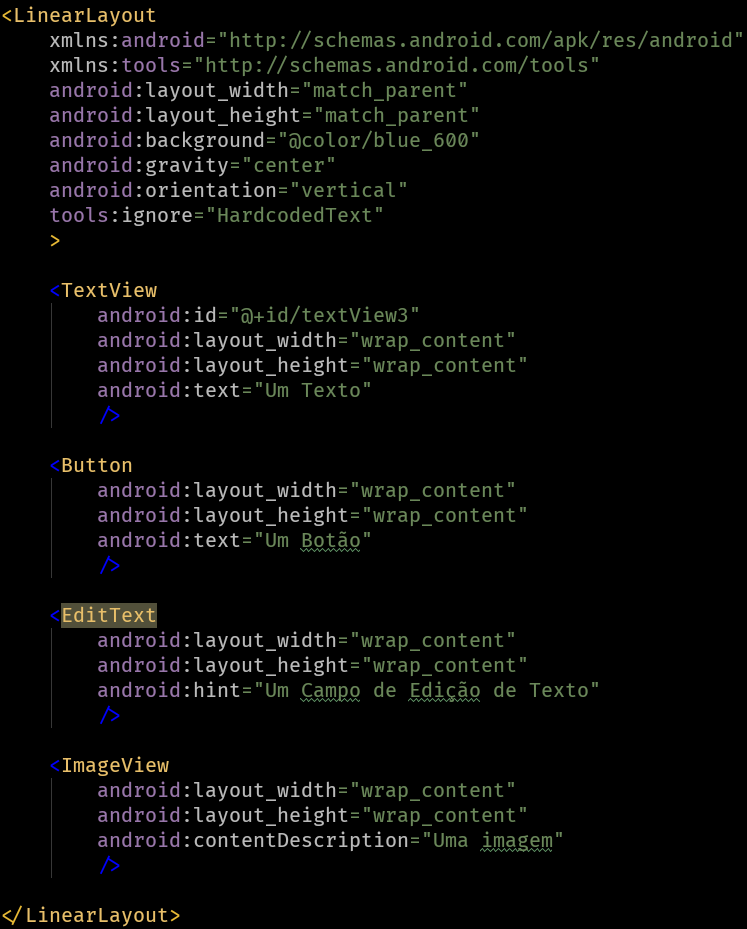 <LinearLayout
    xmlns:android="http://schemas.android.com/apk/res/android"
    xmlns:tools="http://schemas.android.com/tools"
    android:layout_width="match_parent"
    android:layout_height="match_parent"
    android:background="@color/blue_600"
    android:gravity="center"
    android:orientation="vertical"
    tools:ignore="HardcodedText"
    >

    <TextView
        android:id="@+id/textView3"
        android:layout_width="wrap_content"
        android:layout_height="wrap_content"
        android:text="Um Texto"
        />

    <Button
        android:layout_width="wrap_content"
        android:layout_height="wrap_content"
        android:text="Um Botão"
        />

    <EditText
        android:layout_width="wrap_content"
        android:layout_height="wrap_content"
        android:hint="Um Campo de Edição de Texto"
        />

    <ImageView
        android:layout_width="wrap_content"
        android:layout_height="wrap_content"
        android:contentDescription="Uma imagem"
        />

</LinearLayout>